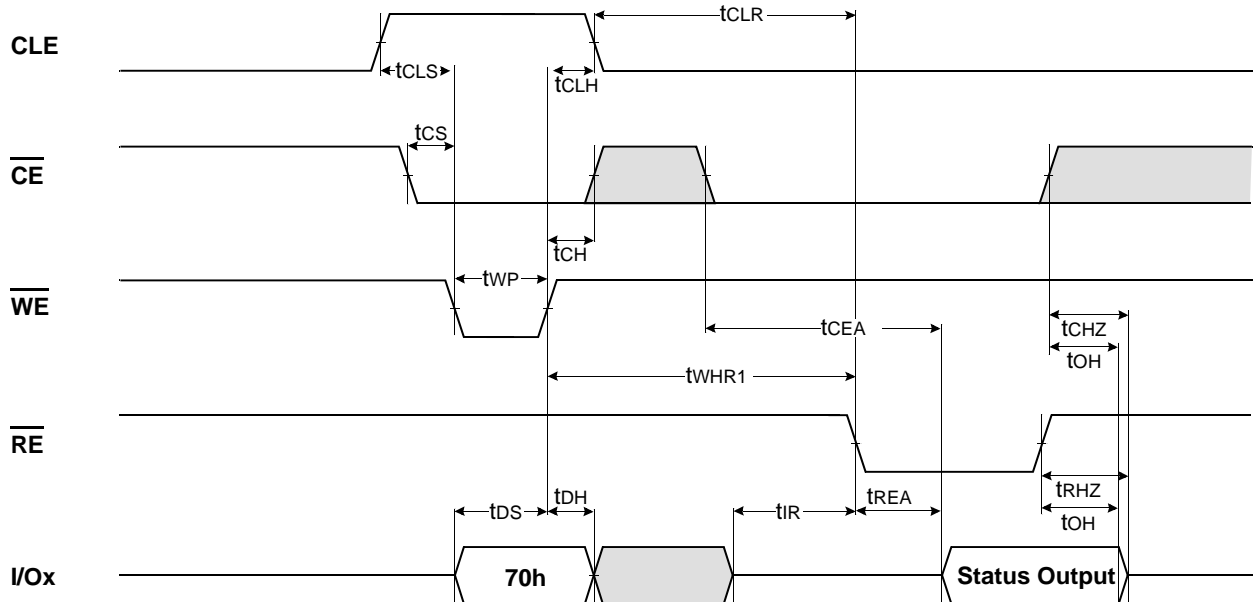 tCLR
CLE
tCLS
tCLH
tCS
CE
tCH
tWP
WE
tCEA
tCHZ
tOH
tWHR1
RE
tDH
tREA
tRHZ
tDS
tIR
tOH
I/Ox
70h
Status Output